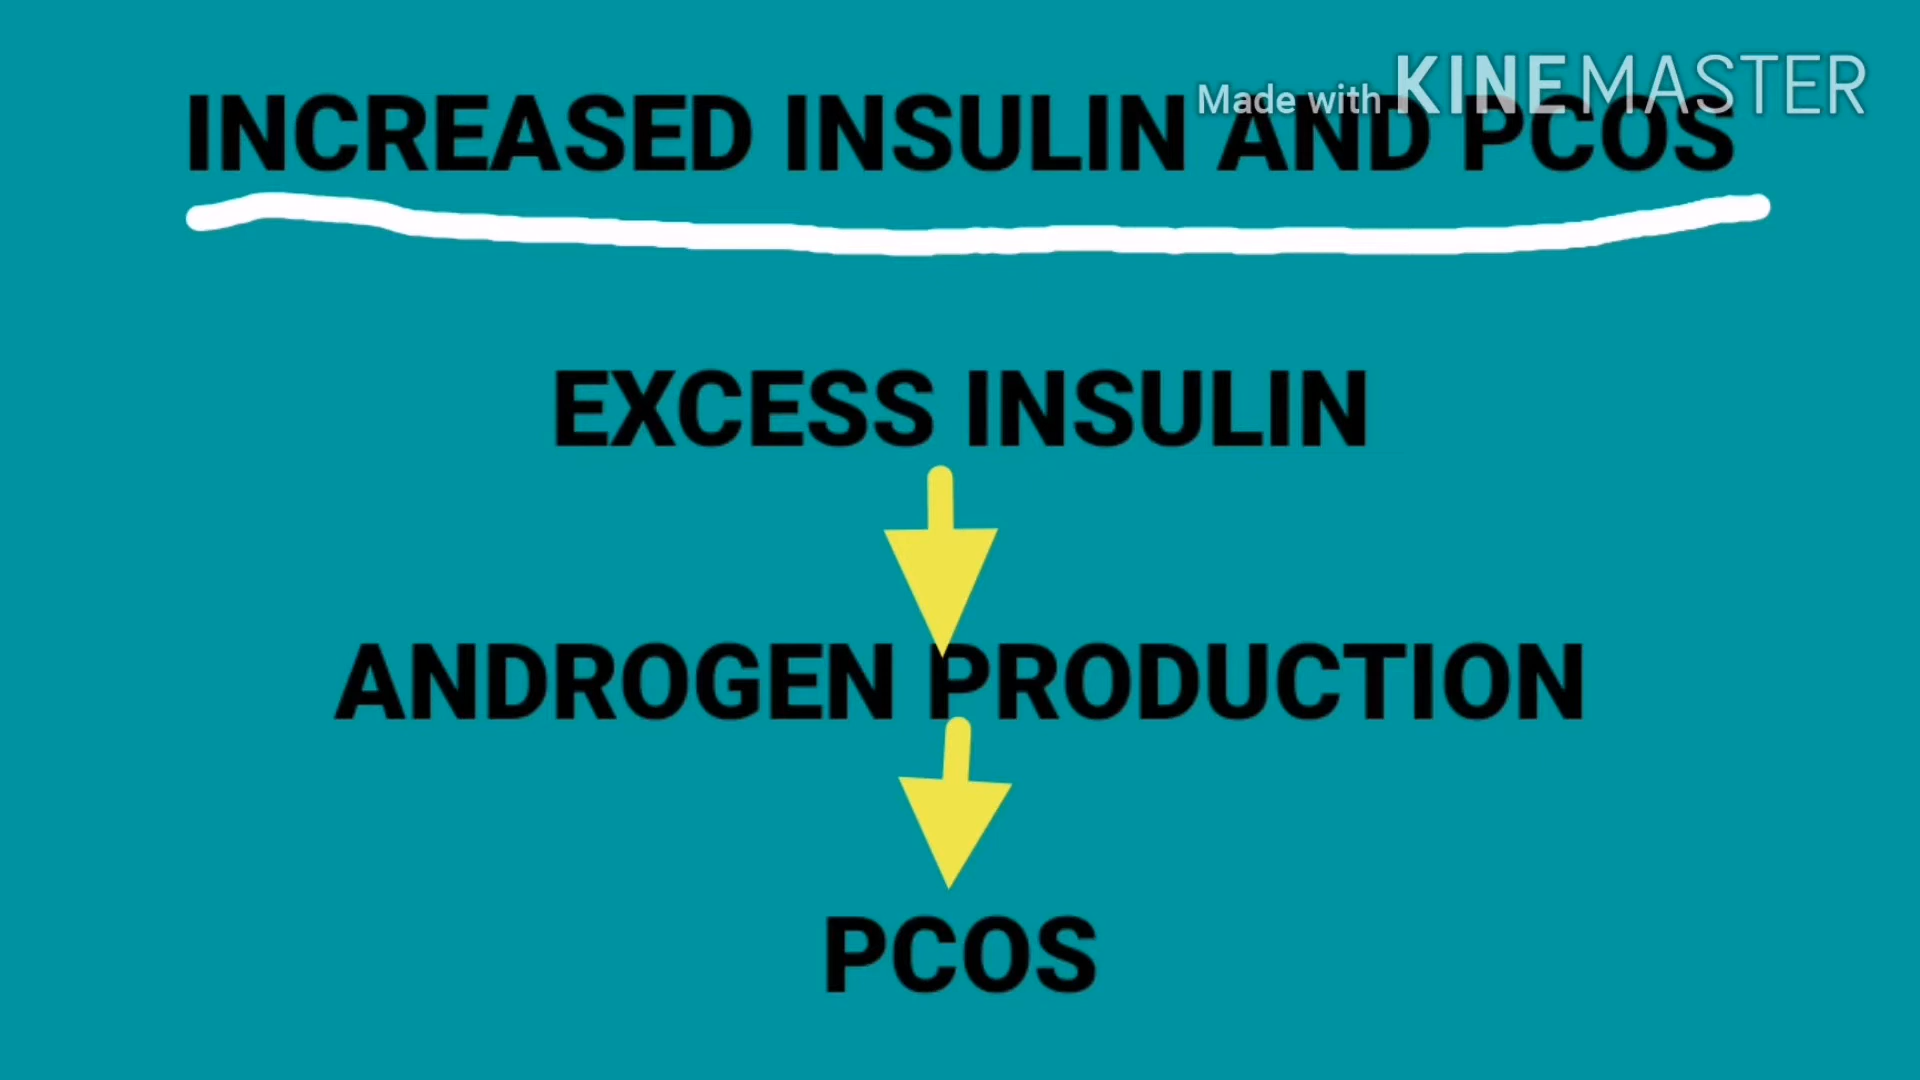 Made with KINEMASTER
INCREASED INSULIN AND PCOS
EXCESS INSULIN
ANDROGEN PRODUCTION
PCOS